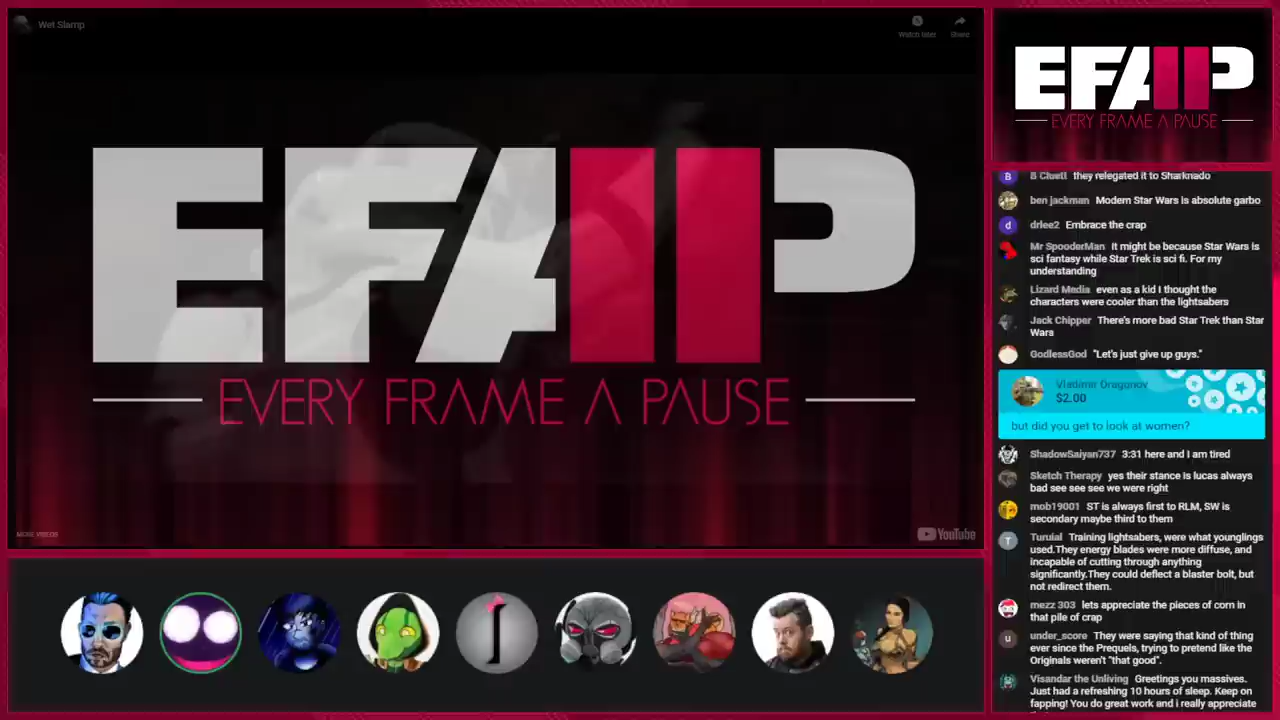 Wet Slamp
Watch later
Share
EFAP
EVERY FRAME A PAUSE
MORE VIDEOS
YouTube
EFAP
EVERY FRAME A PAUSE
B Cluell they relegated it to Sharknado
ben jackman Modern Star Wars is absolute garbo
d
drlee2 Embrace the crap
Mr SpooderMan It might be because Star Wars is
sci fantasy while Star Trek is sci fi. For my
understanding
Lizard Media even as a kid I thought the
characters were cooler than the lightsabers
Jack Chipper There's more bad Star Trek than Star
Wars
GodlessGod "Let's just give up guys."
Vladimir Dragonov
$2.00
but did you get to look at women?
ShadowSaiyan737 3:31 here and I am tired
Sketch Therapy yes their stance is lucas always
bad see see see we were right
mob19001 ST is always first to RLM, SW is
secondary maybe third to them
T
Turuial Training lightsabers, were what younglings
used.They energy blades were more diffuse, and
incapable of cutting through anything
significantly.They could deflect a blaster bolt, but
not redirect them.
mezz 303 lets appreciate the pieces of corn in
that pile of crap
u
under_score They were saying that kind of thing
ever since the Prequels, trying to pretend like the
Originals weren't "that good".
Visandar the Unliving Greetings you massives.
Just had a refreshing 10 hours of sleep. Keep on
fapping! You do great work and i really appreciate